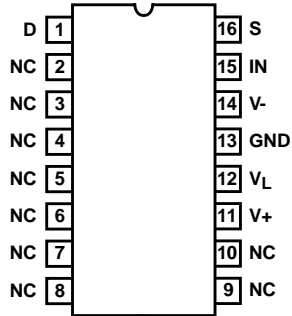 D 1 16 S
NC 2 15 IN
NC 3 14 V-
NC 4 13 GND
NC 5 12 VL
NC 6 11 V+
NC 7 10 NC
NC 8 9 NC